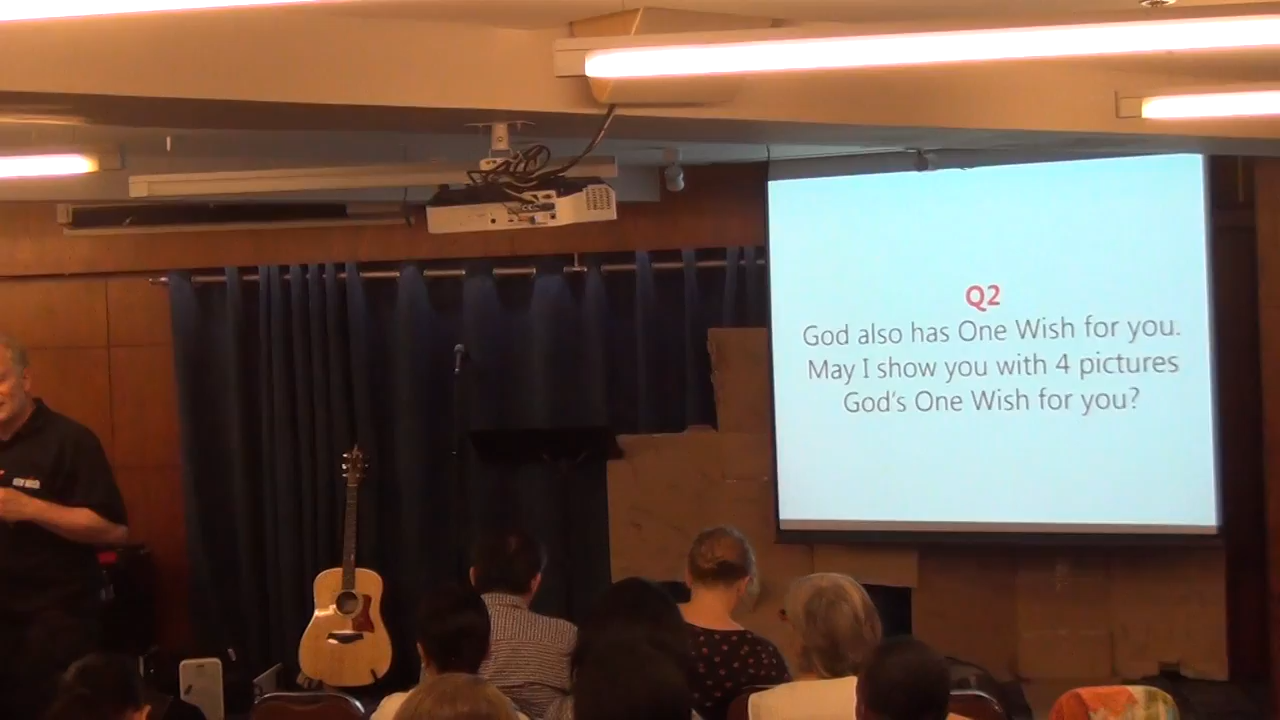 Q2
God also has One Wish for you.
May I show you with 4 pictures
God's One Wish for you?